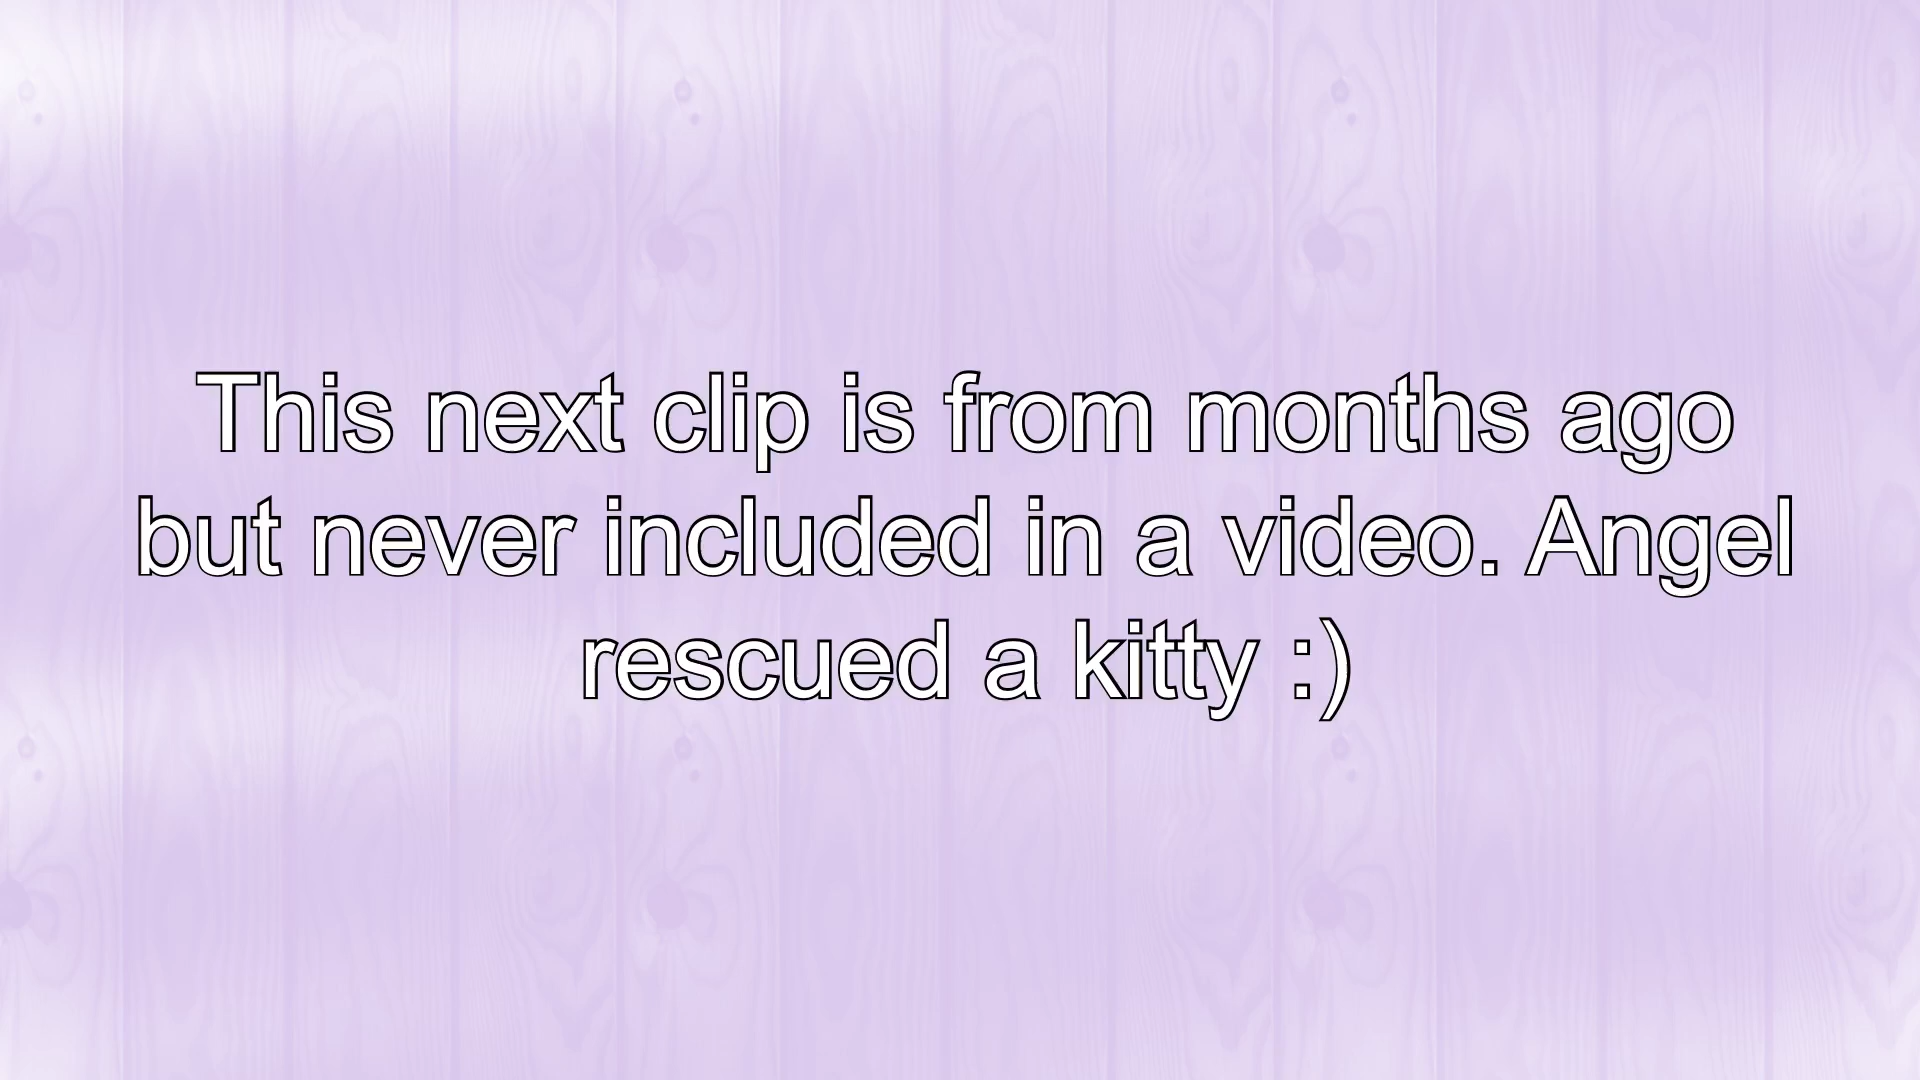 This next clip is from months ago
but never included in a video. Angel
rescued a kitty :)